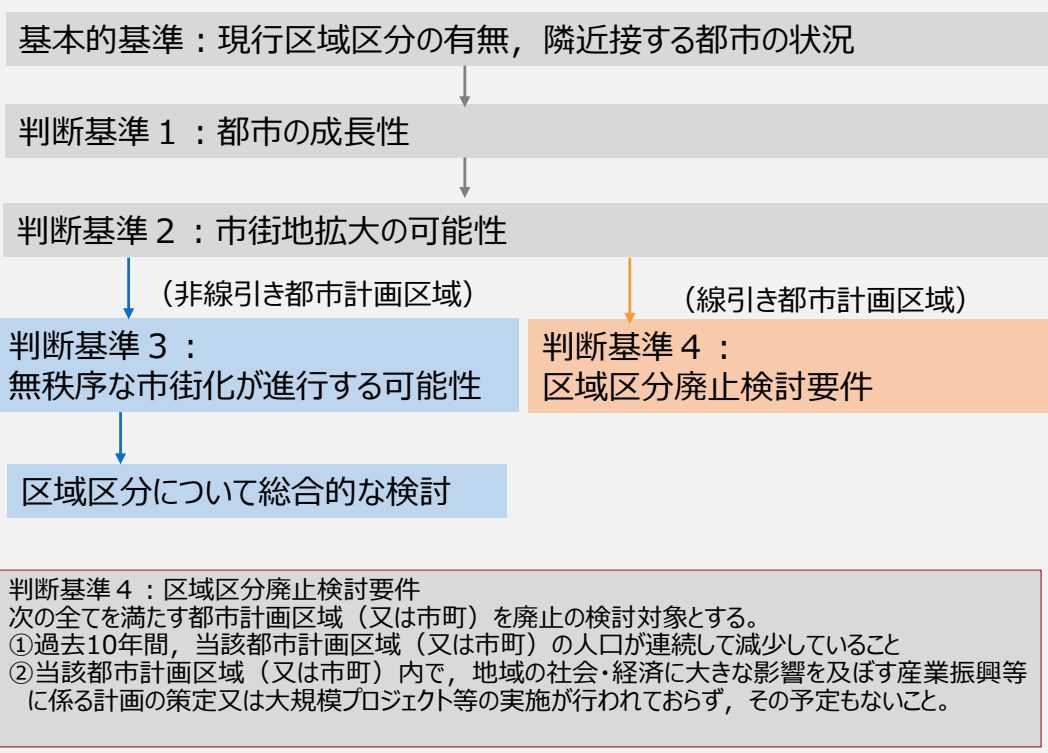 基本的基準：現行区域区分の有無，隣近接する都市の状況
判断基準１：都市の成長性
判断基準２：市街地拡大の可能性
（非線引き都市計画区域）
（線引き都市計画区域）
判断基準３：
無秩序な市街化が進行する可能性
判断基準４：
区域区分廃止検討要件
区域区分について総合的な検討
判断基準４：区域区分廃止検討要件
次の全てを満たす都市計画区域（又は市町）を廃止の検討対象とする。
①過去10年間，当該都市計画区域（又は市町）の人口が連続して減少していること
②当該都市計画区域（又は市町）内で，地域の社会・経済に大きな影響を及ぼす産業振興等
に係る計画の策定又は大規模プロジェクト等の実施が行われておらず，その予定もないこと。